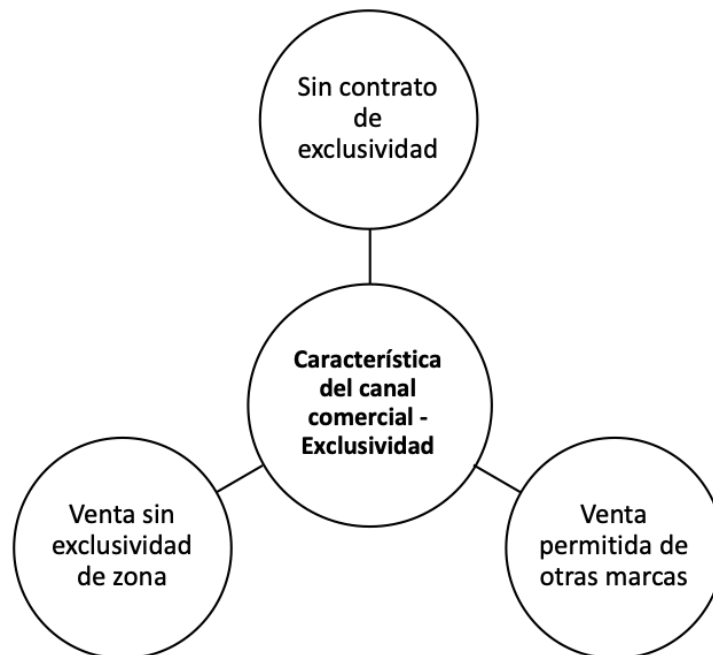 Sin contrato
de
exclusividad
Característica
del canal
comercial -
Exclusividad
Venta sin
exclusividad
de zona
Venta
permitida de
otras marcas